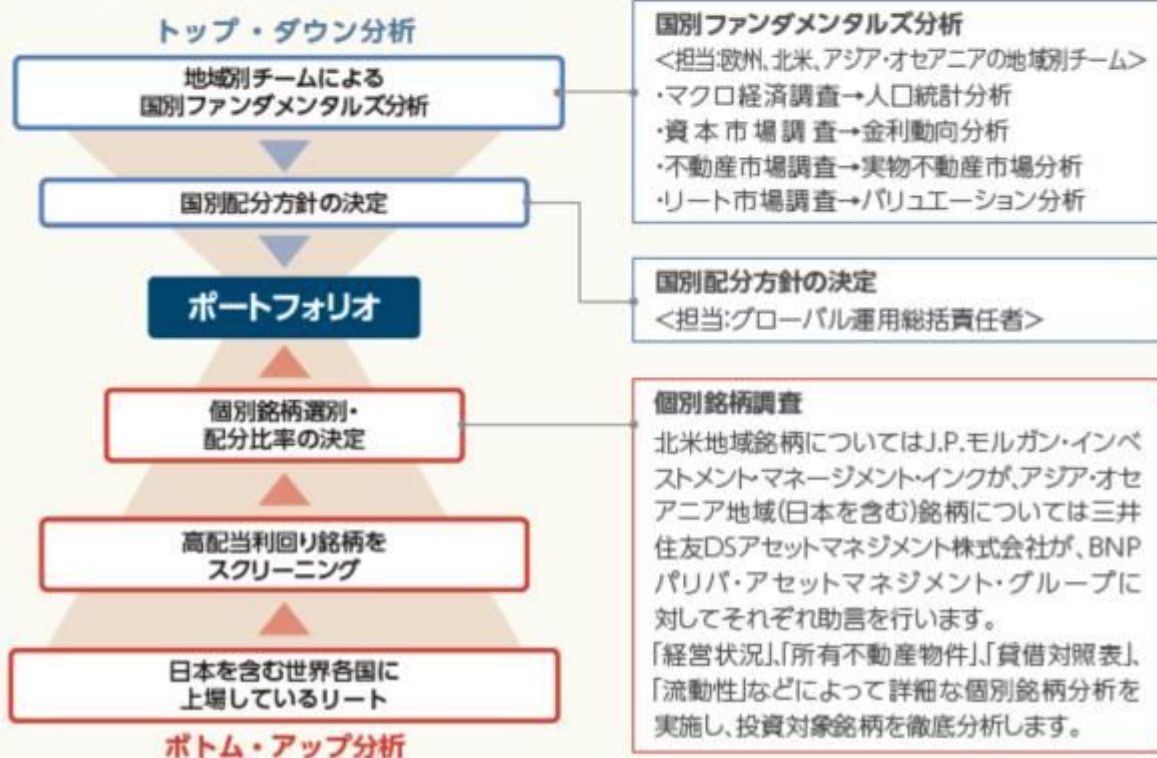 トップ・ダウン分析
地域別チームによる
国別ファンダメンタルズ分析
国別配分方針の決定
ポートフォリオ
個別銘柄選別・
配分比率の決定
高配当利回り銘柄を
スクリーニング
日本を含む世界各国に
上場しているリート
ボトム・アップ分析
国別ファンダメンタルズ分析
<担当:欧州、北米、アジア・オセアニアの地域別チーム>
・マクロ経済調査→人口統計分析
・資本市場調査→金利動向分析
・不動産市場調査→実物不動産市場分析
・リート市場調査→バリュエーション分析
国別配分方針の決定
<担当:グローバル運用総括責任者>
個別銘柄調査
北米地域銘柄についてはJ.P.モルガン・インベ
ストメント・マネージメント・インクが、アジア・オセ
アニア地域(日本を含む)銘柄については三井
住友DSアセットマネジメント株式会社が、BNP
パリバ・アセットマネジメント・グループに
対してそれぞれ助言を行います。
「経営状況」、「所有不動産物件」、「貸借対照表」、
「流動性」などによって詳細な個別銘柄分析を
実施し、投資対象銘柄を徹底分析します。